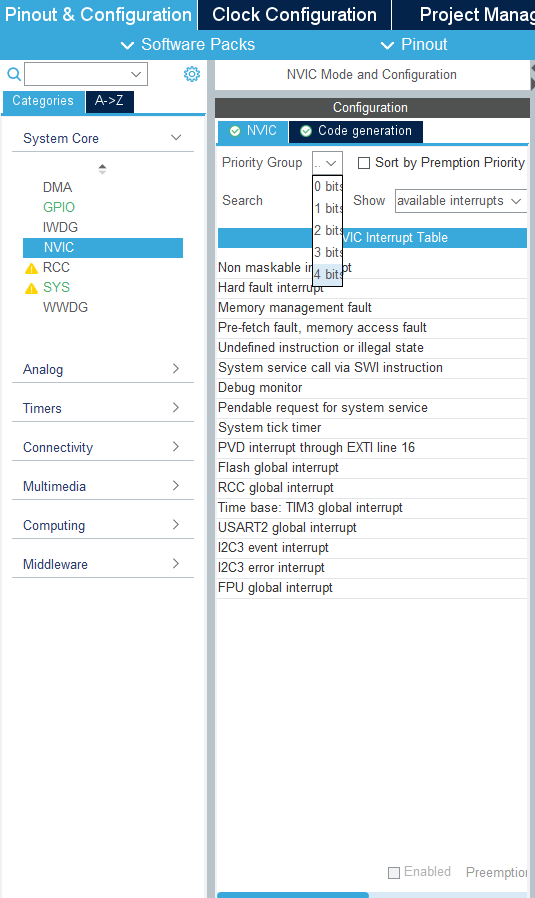 Pinout & Configuration
Clock Configuration
Project Manag
Software Packs
Pinout
NVIC Mode and Configuration
Categories
A->Z
Configuration
NVIC
Code generation
System Core
Priority Group
..
Sort by Premption Priority
0 bits
1 bits
2 bits
3 bits
4 bits
Search
Show
available interrupts
DMA
GPIO
IWDG
NVIC
RCC
SYS
WWDG
Analog
Timers
Connectivity
Multimedia
Computing
Middleware
VIC Interrupt Table
Non maskable in pt
Hard fault interrupt
Memory management fault
Pre-fetch fault, memory access fault
Undefined instruction or illegal state
System service call via SWI instruction
Debug monitor
Pendable request for system service
System tick timer
PVD interrupt through EXTI line 16
Flash global interrupt
RCC global interrupt
Time base: TIM3 global interrupt
USART2 global interrupt
I2C3 event interrupt
I2C3 error interrupt
FPU global interrupt
Enabled
Preemption